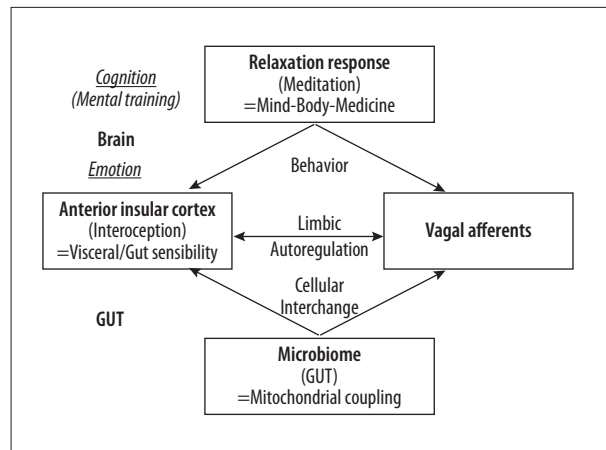 Relaxation response
(Meditation)
=Mind-Body-Medicine
Cognition
(Mental training)
Brain
Emotion
Behavior
Anterior insular cortex
(Interoception)
=Visceral/Gut sensibility
Limbic
Autoregulation
Vagal afferents
Cellular
Interchange
GUT
Microbiome
(GUT)
=Mitochondrial coupling